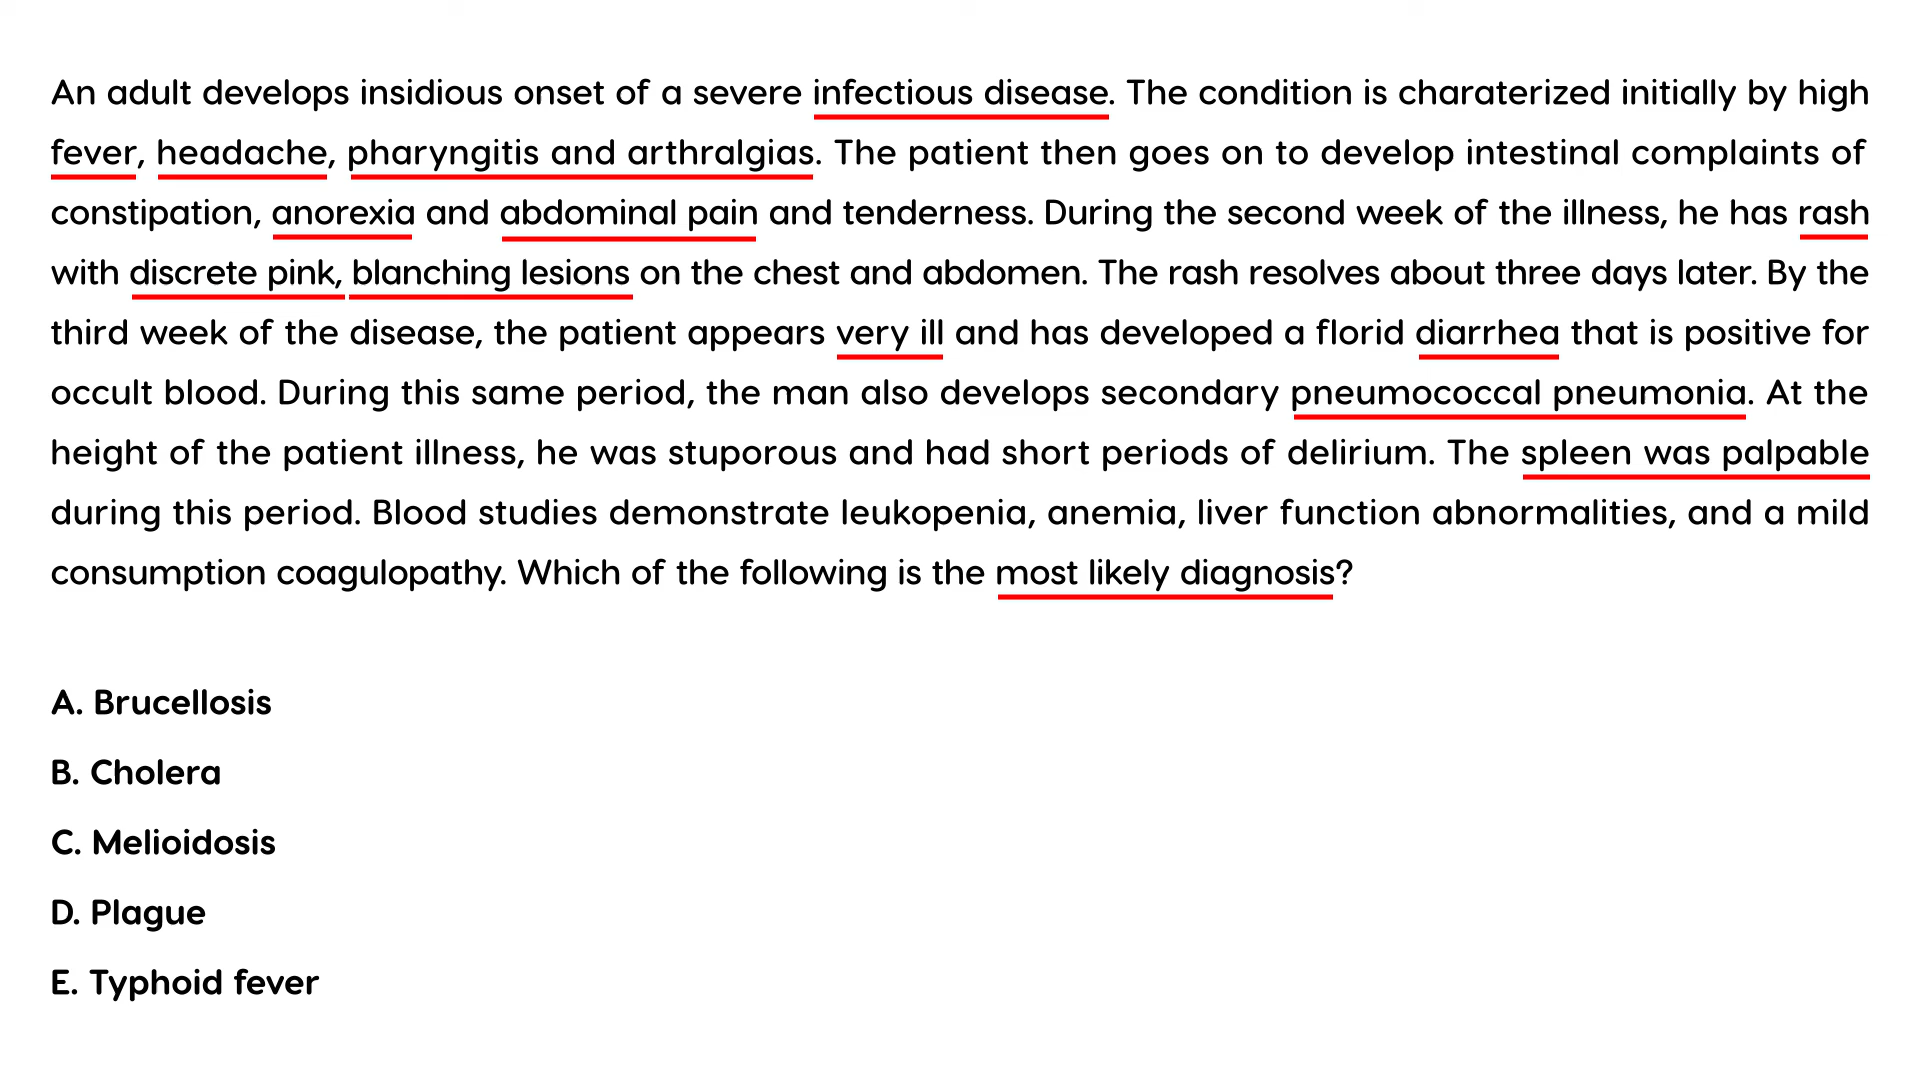 An adult develops insidious onset of a severe infectious disease. The condition is charaterized initially by high
fever, headache, pharyngitis and arthralgias. The patient then goes on to develop intestinal complaints of
constipation, anorexia and abdominal pain and tenderness. During the second week of the illness, he has rash
with discrete pink, blanching lesions on the chest and abdomen. The rash resolves about three days later. By the
third week of the disease, the patient appears very ill and has developed a florid diarrhea that is positive for
occult blood. During this same period, the man also develops secondary pneumococcal pneumonia. At the
height of the patient illness, he was stuporous and had short periods of delirium. The spleen was palpable
during this period. Blood studies demonstrate leukopenia, anemia, liver function abnormalities, and a mild
consumption coagulopathy. Which of the following is the most likely diagnosis?
A. Brucellosis
B. Cholera
C. Melioidosis
D. Plague
E. Typhoid fever